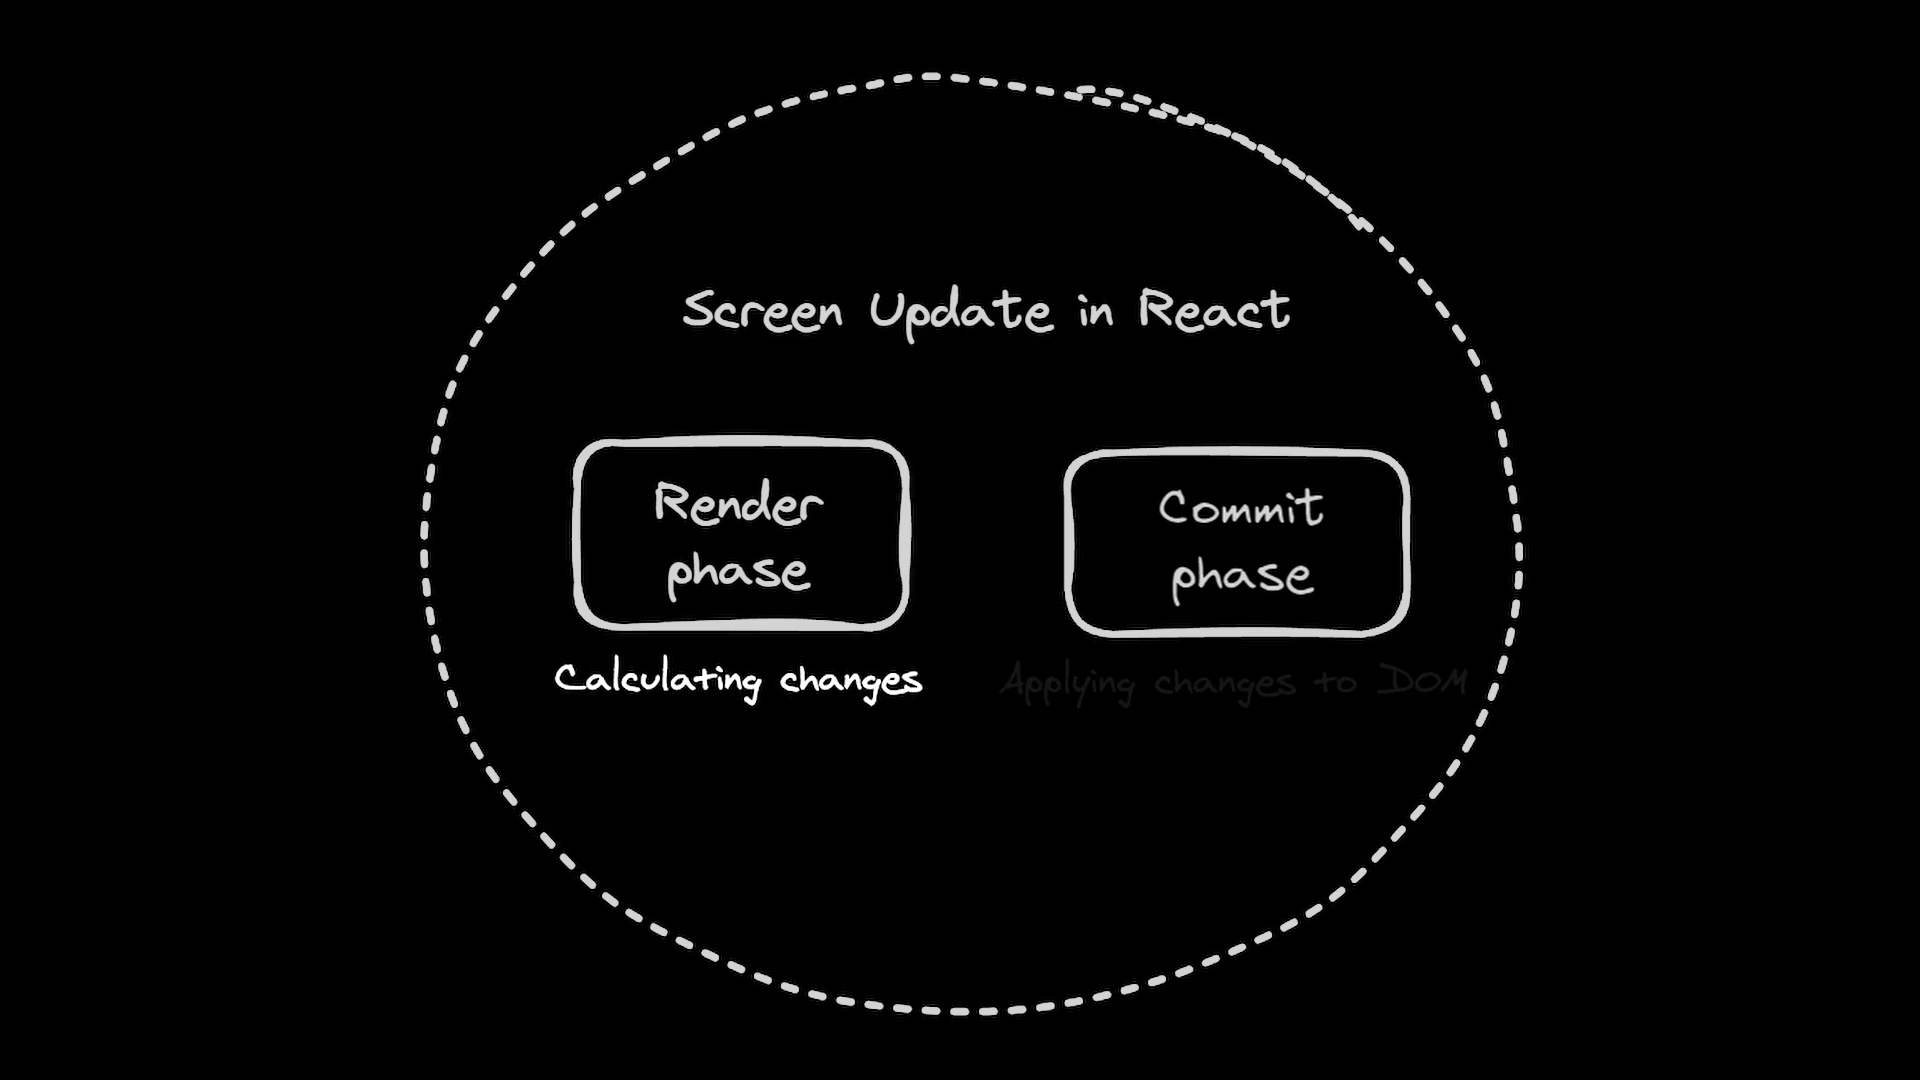 Screen Update in React
Render
phase
Commit
phase
Calculating changes
Applying changes to DOM